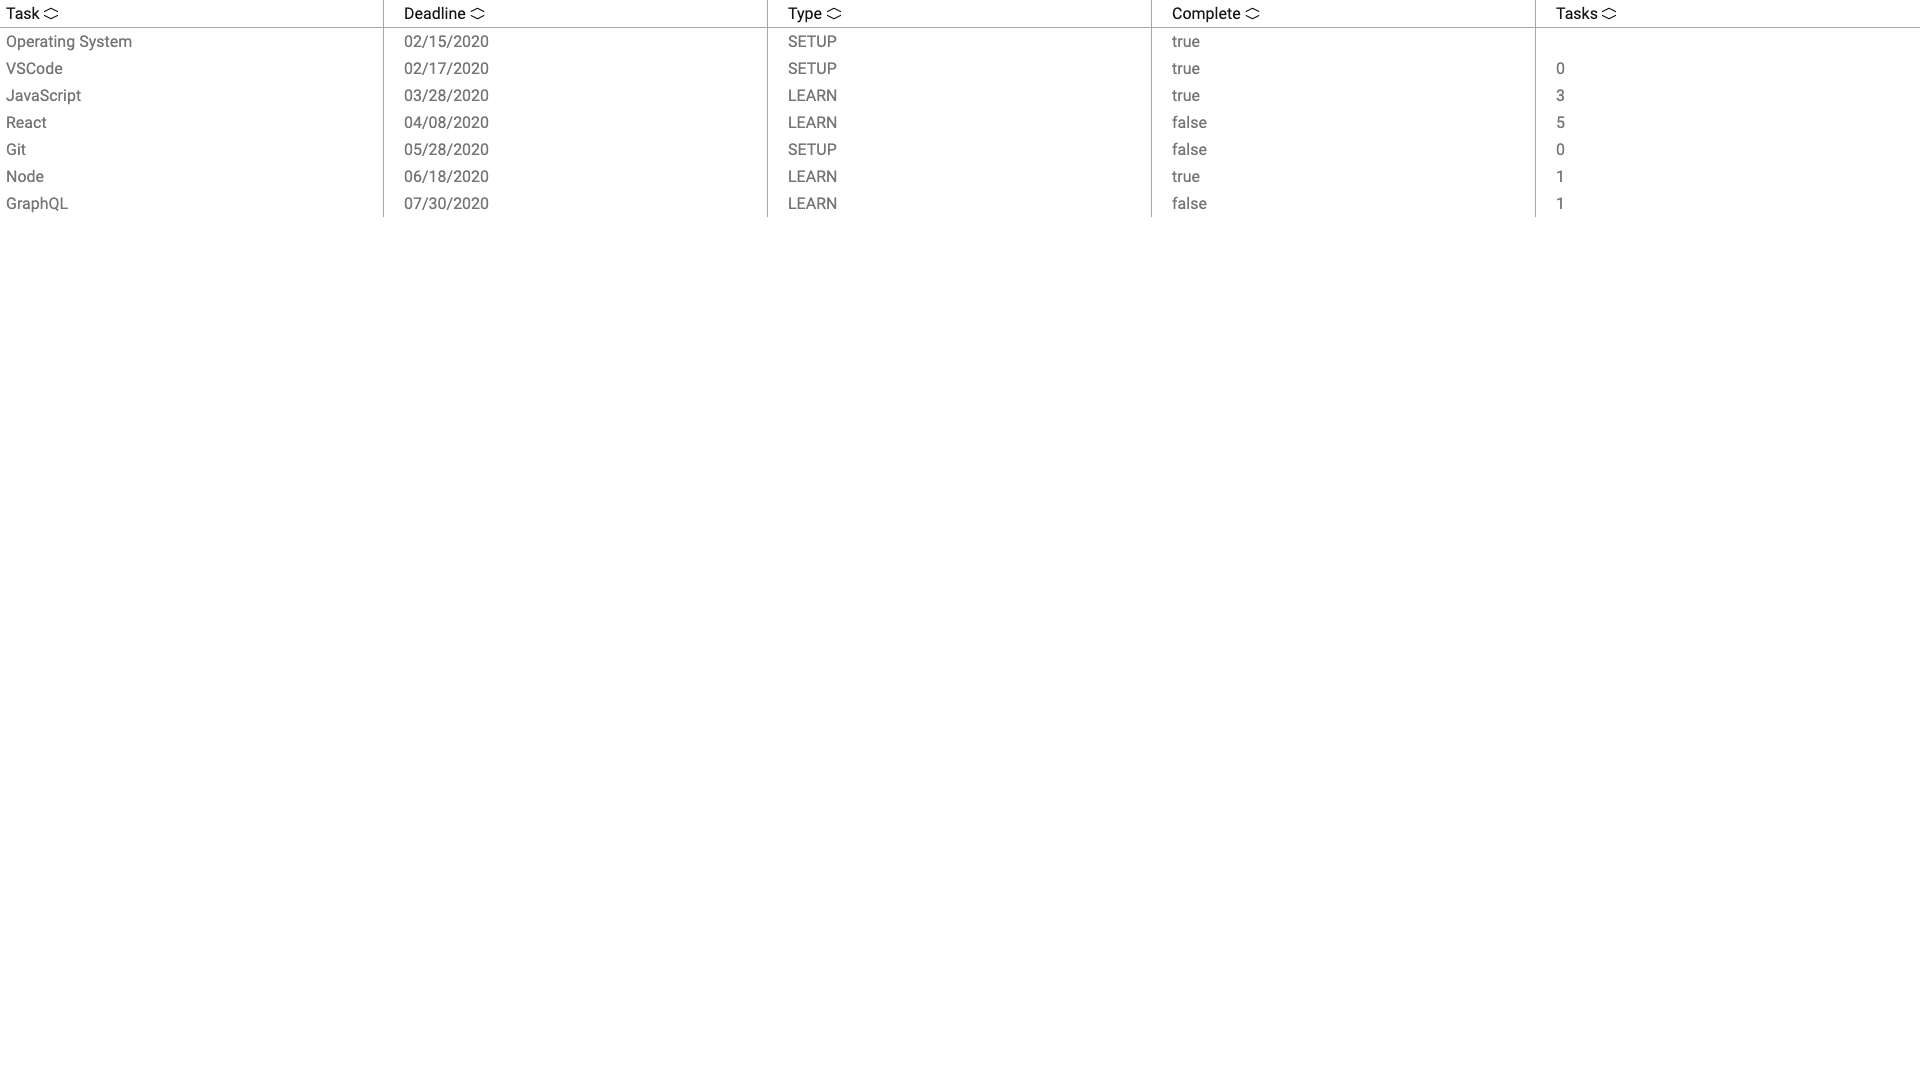 Task Deadline Type Complete Tasks
Operating System 02/15/2020 SETUP true
VSCode 02/17/2020 SETUP true 0
JavaScript 03/28/2020 LEARN true 3
React 04/08/2020 LEARN false 5
Git 05/28/2020 SETUP false 0
Node 06/18/2020 LEARN true 1
GraphQL 07/30/2020 LEARN false 1